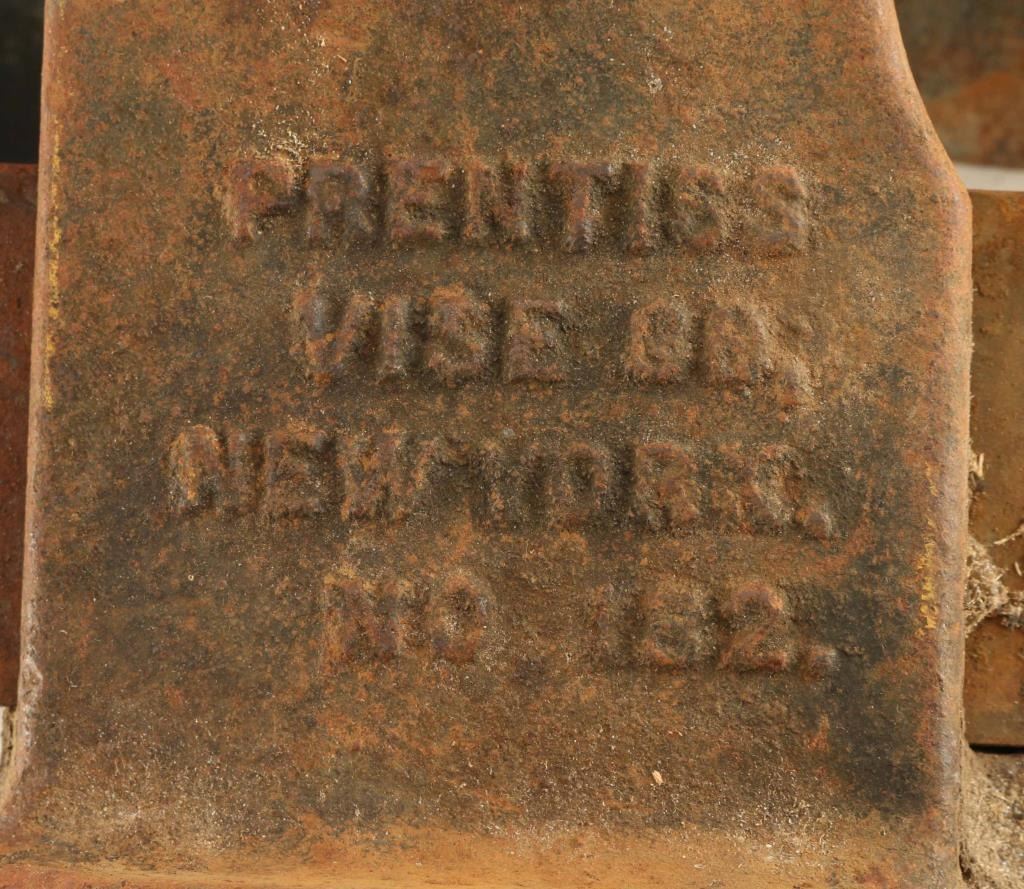 PRENTISS
VISE CO.
NEW YORK.
NO 162.